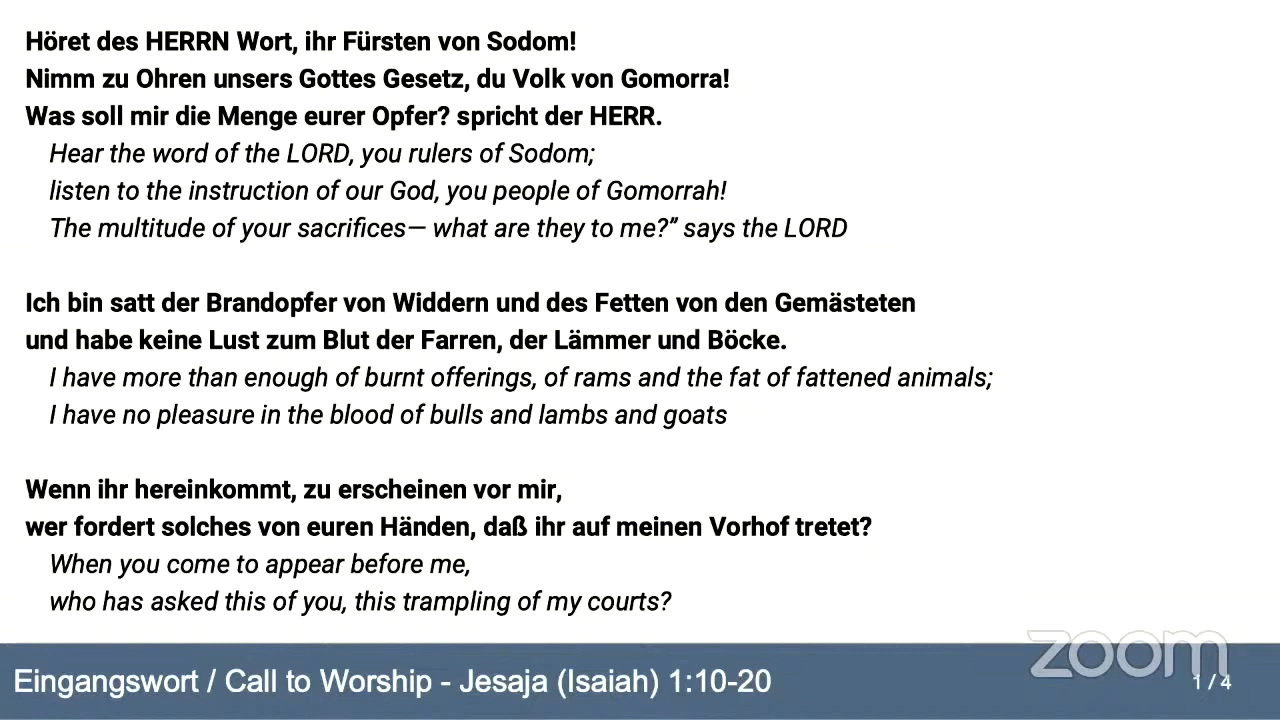 Höret des HERRN Wort, ihr Fürsten von Sodom!
Nimm zu Ohren unsers Gottes Gesetz, du Volk von Gomorra!
Was soll mir die Menge eurer Opfer? spricht der HERR.
Hear the word of the LORD, you rulers of Sodom;
listen to the instruction of our God, you people of Gomorrah!
The multitude of your sacrifices— what are they to me?” says the LORD
Ich bin satt der Brandopfer von Widdern und des Fetten von den Gemästeten
und habe keine Lust zum Blut der Farren, der Lämmer und Böcke.
I have more than enough of burnt offerings, of rams and the fat of fattened animals;
I have no pleasure in the blood of bulls and lambs and goats
Wenn ihr hereinkommt, zu erscheinen vor mir,
wer fordert solches von euren Händen, daß ihr auf meinen Vorhof tretet?
When you come to appear before me,
who has asked this of you, this trampling of my courts?
zoom
Eingangswort / Call to Worship - Jesaja (Isaiah) 1:10-20
1 / 4